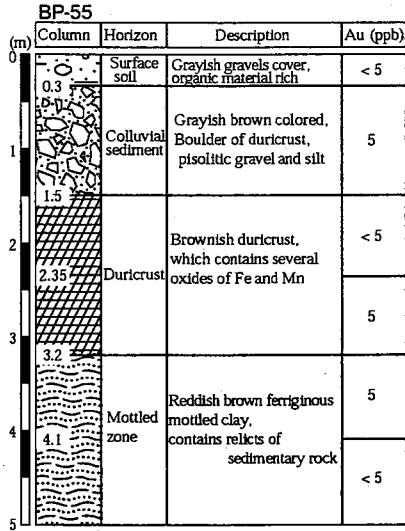 BP-55
(m) Column Horizon Description Au (ppb)
0
Surface soil
Grayish gravels cover,
organic material rich
< 5
0.3
Colluvial
sediment
Grayish brown colored,
Boulder of duricrust,
pisolitic gravel and silt
5
1
1.5
Duricrust
Brownish duricrust,
which contains several
oxides of Fe and Mn
< 5
2
2.35
5
3
3.2
Mottled
zone
Reddish brown ferriginous
mottled clay,
contains relicts of
sedimentary rock
5
4
4.1
< 5
5